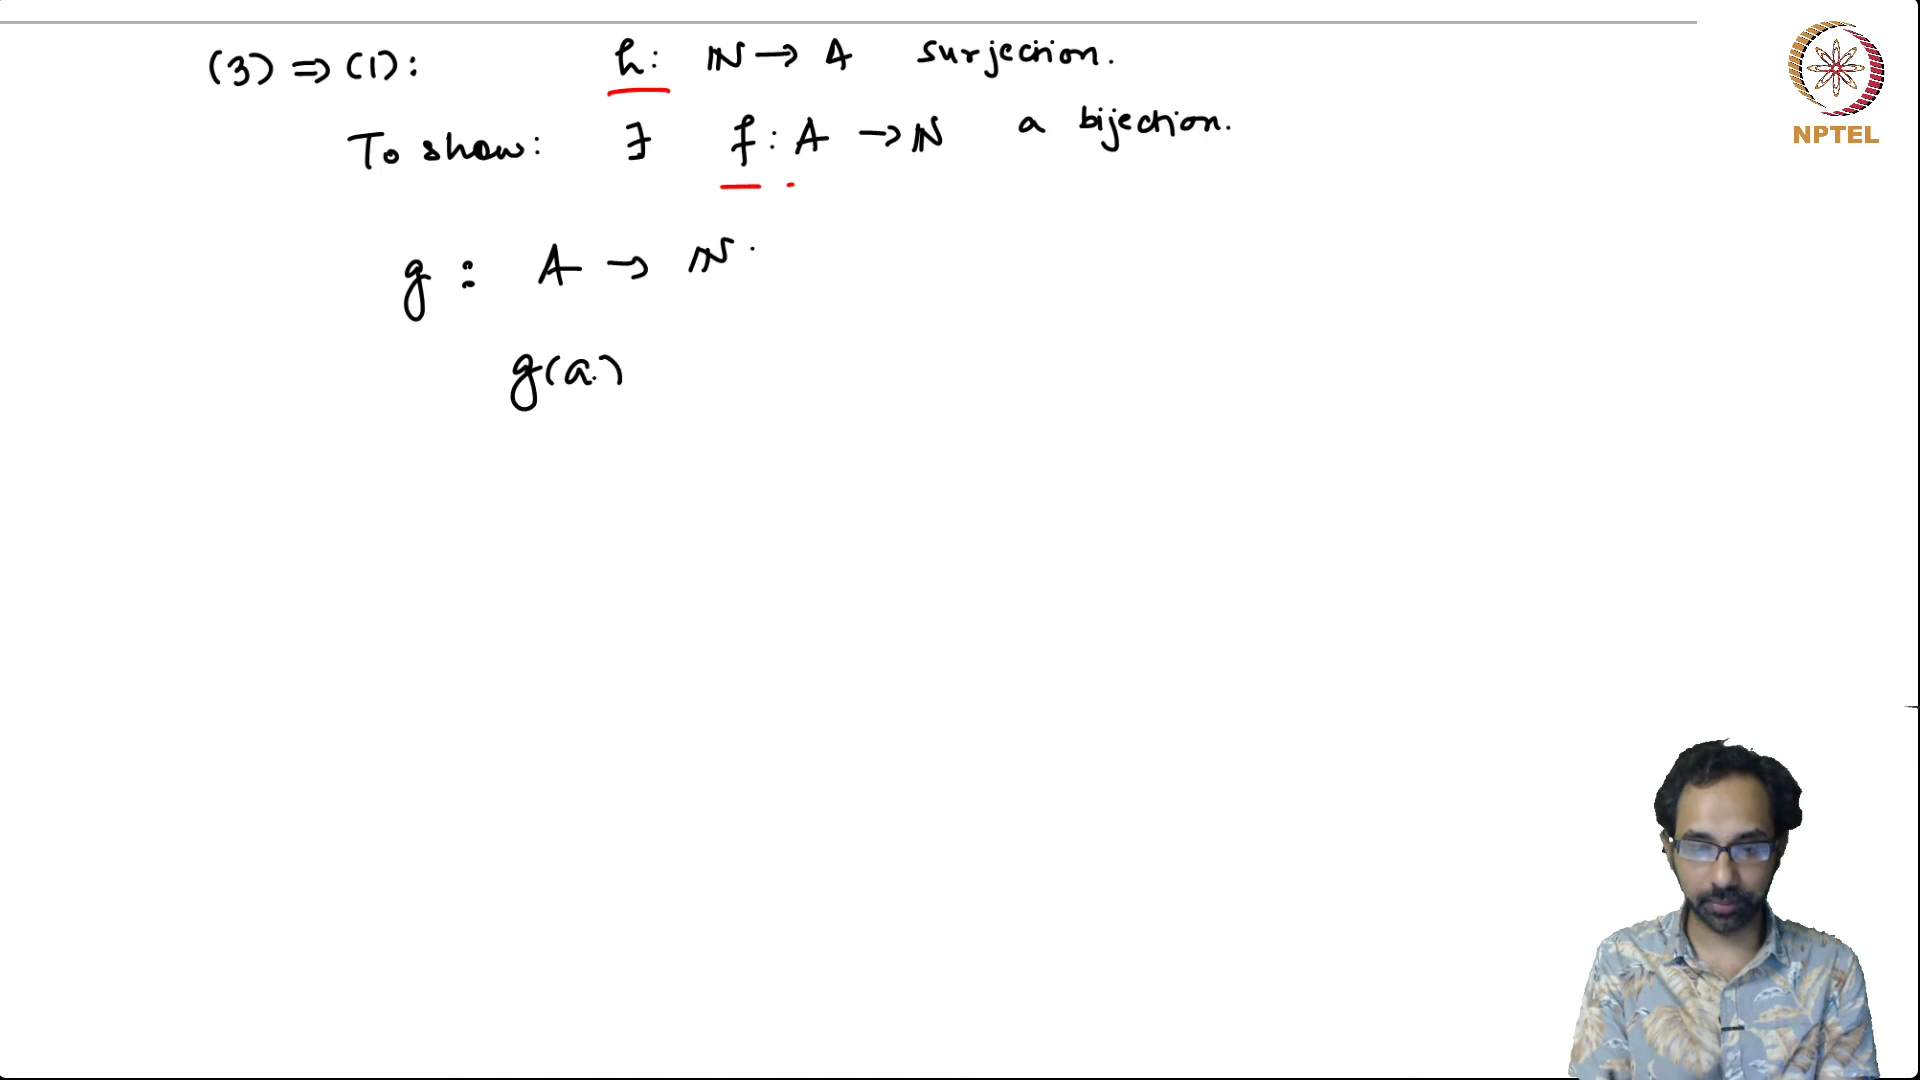 (3) ⇒ (1): h: ℕ → A surjection.
NPTEL
To show: ∃ f: A → ℕ a bijection.
g : A → ℕ.
g(a)